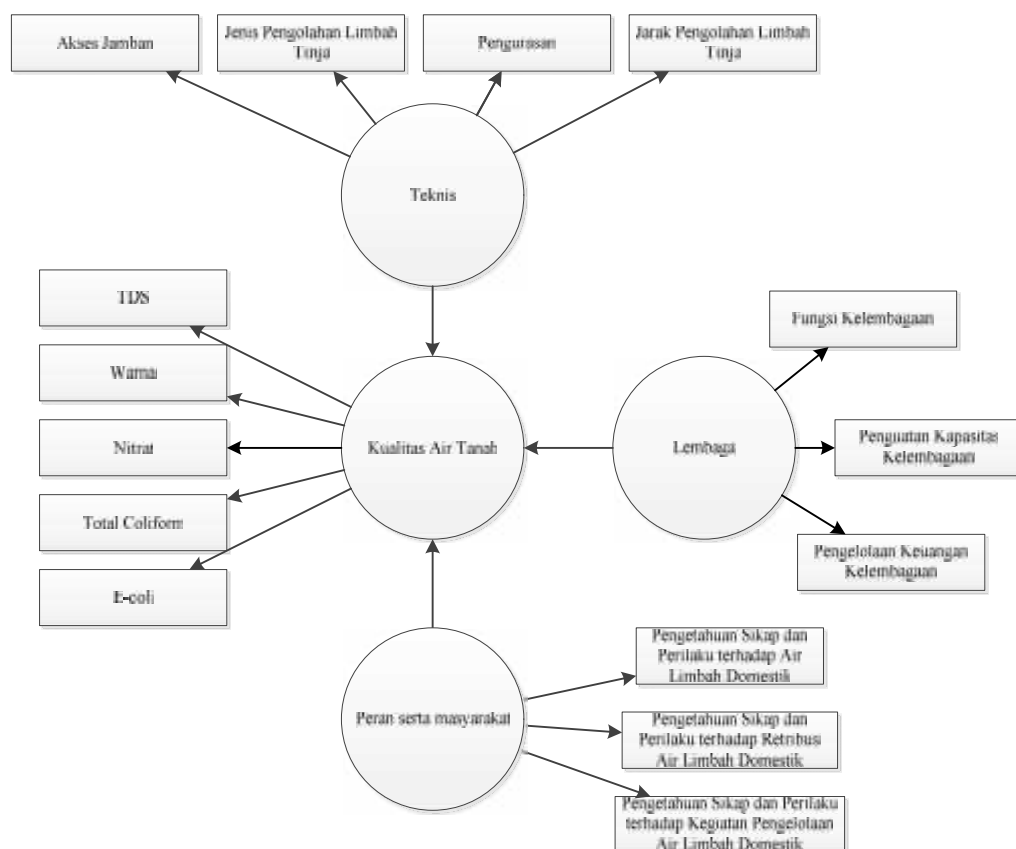 Akses Jamban
Jenis Pengolahan Limbah
Tinja
Pengurasan
Jarak Pengolahan Limbah
Tinja
Teknis
TDS
Warna
Nitrat
Total Coliform
E-coli
Kualitas Air Tanah
Lembaga
Fungsi Kelembagaan
Penguatan Kapasitas
Kelembagaan
Pengelolaan Keuangan
Kelembagaan
Peran serta masyarakat
Pengetahuan Sikap dan
Perilaku terhadap Air
Limbah Domestik
Pengetahuan Sikap dan
Perilaku terhadap Retribusi
Air Limbah Domestik
Pengetahuan Sikap dan Perilaku
terhadap Kegiatan Pengelolaan
Air Limbah Domestik